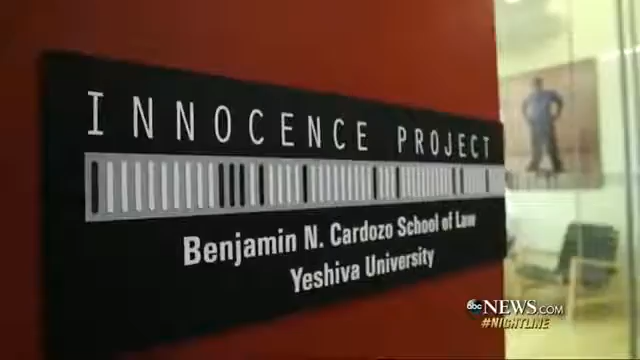 INNOCENCE PROJECT
Benjamin N. Cardozo School of Law
Yeshiva University
abc NEWS.COM
#NIGHTLINE